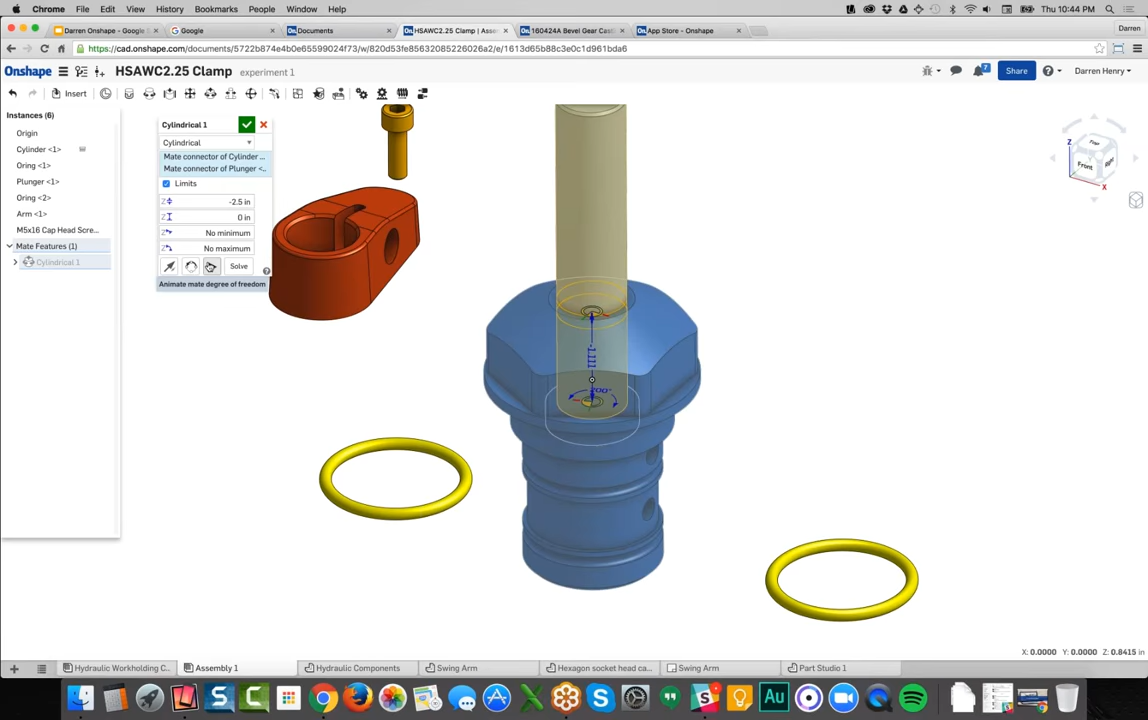 Chrome File Edit View History Bookmarks People Window Help Thu 10:44 PM
Darren Onshape - Google S Google Documents HSAWC2.25 Clamp | Asse 160424A Bevel Gear Cast App Store - Onshape Darren
https://cad.onshape.com/documents/5722b874e4b0e65599024f73/w/820d53fe85632085226026a2/e/1613d65b88c3e0c1d961bda6
Onshape HSAWC2.25 Clamp experiment 1 7 Share Darren Henry
Insert
Instances (6)
Origin
Cylinder <1>
Oring <1>
Plunger <1>
Oring <2>
Arm <1>
M5x16 Cap Head Scre...
Mate Features (1)
Cylindrical 1
Cylindrical 1
Cylindrical
Mate connector of Cylinder ...
Mate connector of Plunger <..
Limits
-2.5 in
0 in
No minimum
No maximum
Solve
Animate mate degree of freedom
Z
Top
Front
Right
X
X: 0.0000 Y: 0.0000 Z: 0.8415 in
Hydraulic Workholding C... Assembly 1 Hydraulic Components Swing Arm Hexagon socket head ca... Swing Arm Part Studio 1